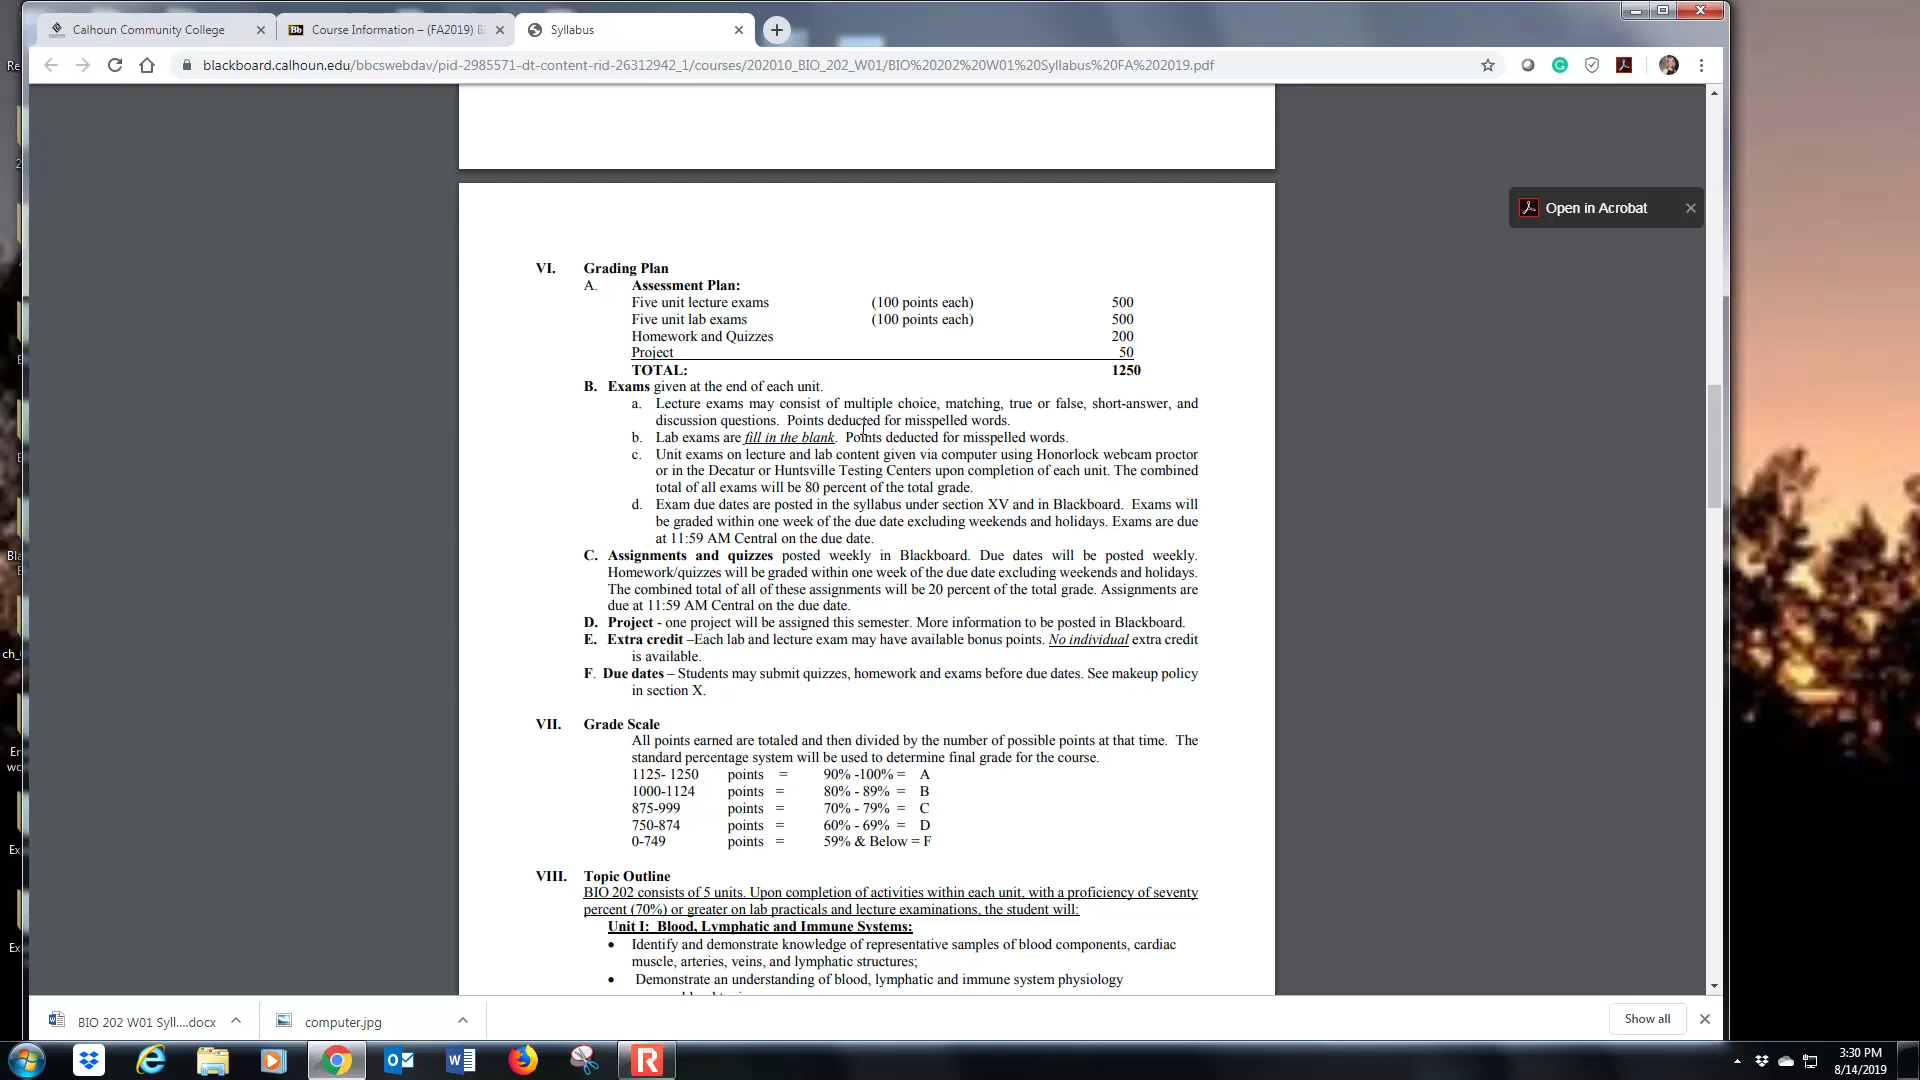 Calhoun Community College
Course Information – (FA2019) B
Syllabus
blackboard.calhoun.edu/bbcswebdav/pid-2985571-dt-content-rid-26312942_1/courses/202010_BIO_202_W01/BIO%20202%20W01%20Syllabus%20FA%202019.pdf
Open in Acrobat
VI. Grading Plan
A. Assessment Plan:
Five unit lecture exams (100 points each) 500
Five unit lab exams (100 points each) 500
Homework and Quizzes 200
Project 50
TOTAL: 1250
B. Exams given at the end of each unit.
a. Lecture exams may consist of multiple choice, matching, true or false, short-answer, and
discussion questions. Points deducted for misspelled words.
b. Lab exams are fill in the blank. Points deducted for misspelled words.
c. Unit exams on lecture and lab content given via computer using Honorlock webcam proctor
or in the Decatur or Huntsville Testing Centers upon completion of each unit. The combined
total of all exams will be 80 percent of the total grade.
d. Exam due dates are posted in the syllabus under section XV and in Blackboard. Exams will
be graded within one week of the due date excluding weekends and holidays. Exams are due
at 11:59 AM Central on the due date.
C. Assignments and quizzes posted weekly in Blackboard. Due dates will be posted weekly.
Homework/quizzes will be graded within one week of the due date excluding weekends and holidays.
The combined total of all of these assignments will be 20 percent of the total grade. Assignments are
due at 11:59 AM Central on the due date.
D. Project - one project will be assigned this semester. More information to be posted in Blackboard.
E. Extra credit –Each lab and lecture exam may have available bonus points. No individual extra credit
is available.
F. Due dates – Students may submit quizzes, homework and exams before due dates. See makeup policy
in section X.
VII. Grade Scale
All points earned are totaled and then divided by the number of possible points at that time. The
standard percentage system will be used to determine final grade for the course.
1125- 1250 points = 90% -100% = A
1000-1124 points = 80% - 89% = B
875-999 points = 70% - 79% = C
750-874 points = 60% - 69% = D
0-749 points = 59% & Below = F
VIII. Topic Outline
BIO 202 consists of 5 units. Upon completion of activities within each unit, with a proficiency of seventy
percent (70%) or greater on lab practicals and lecture examinations, the student will:
Unit I: Blood, Lymphatic and Immune Systems:
• Identify and demonstrate knowledge of representative samples of blood components, cardiac
muscle, arteries, veins, and lymphatic structures;
• Demonstrate an understanding of blood, lymphatic and immune system physiology
BIO 202 W01 Syll....docx
computer.jpg
Show all
3:30 PM
8/14/2019